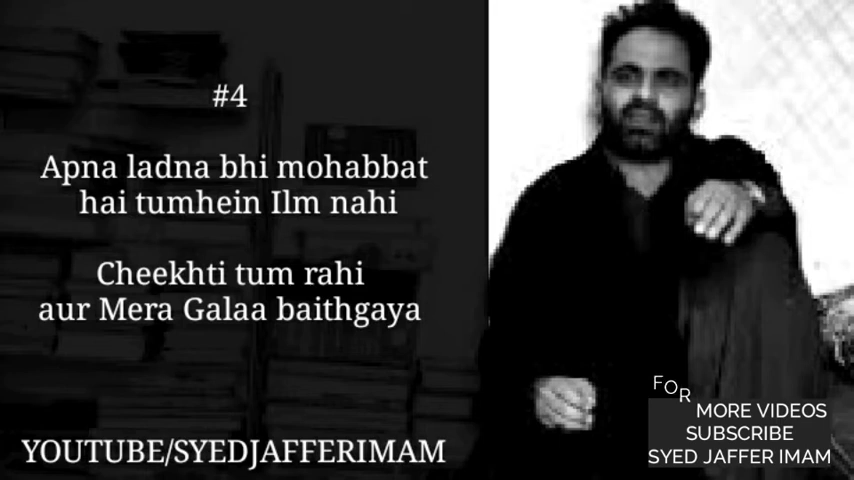 #4
Apna ladna bhi mohabbat
hai tumhein Ilm nahi
Cheekhti tum rahi
aur Mera Galaa baithgaya
YOUTUBE/SYEDJAFFERIMAM
FOR
MORE VIDEOS
SUBSCRIBE
SYED JAFFER IMAM